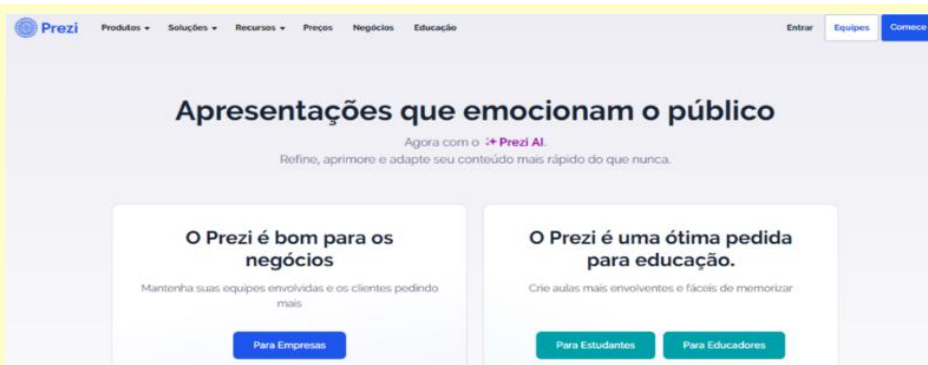 Prezi Produtos Soluções Recursos Preços Negócios Educação Entrar Equipes Comece
Apresentações que emocionam o público
Agora com o Prezi AI.
Refine, aprimore e adapte seu conteúdo mais rápido do que nunca.
O Prezi é bom para os
negócios
Mantenha suas equipes envolvidas e os clientes pedindo
mais
Para Empresas
O Prezi é uma ótima pedida
para educação.
Crie aulas mais envolventes e fáceis de memorizar
Para Estudantes Para Educadores